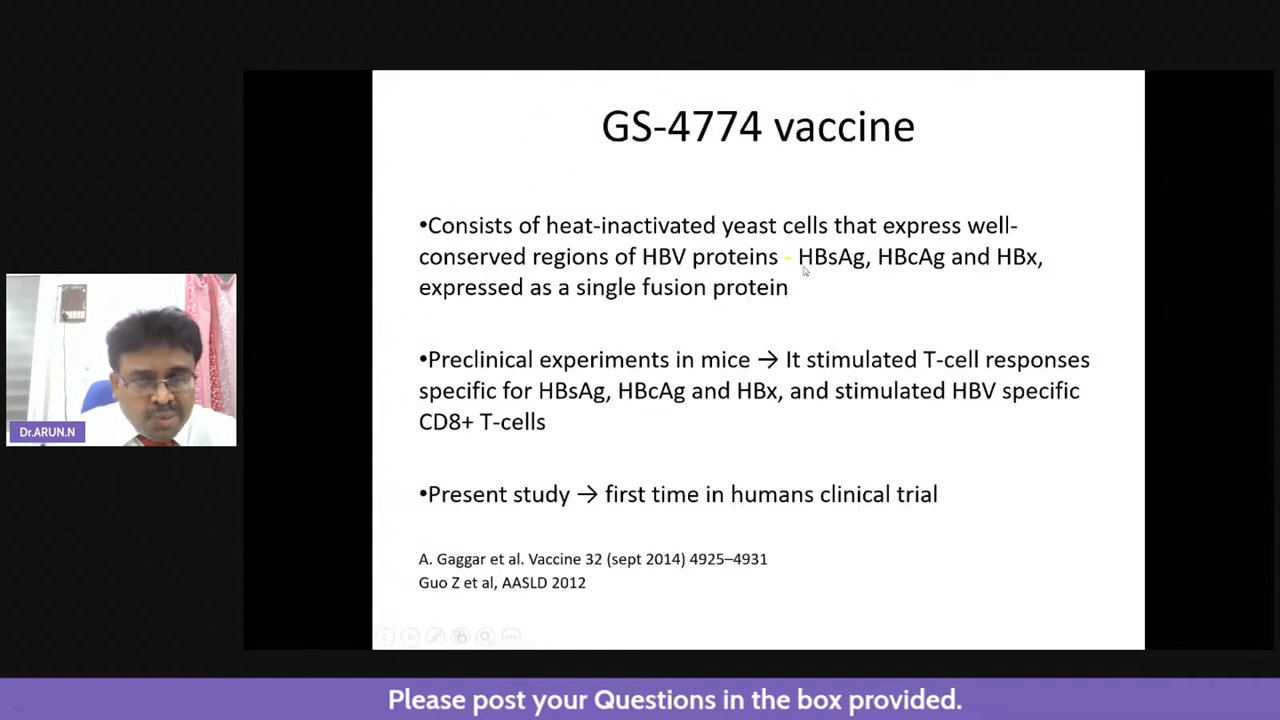 GS-4774 vaccine
•Consists of heat-inactivated yeast cells that express well-
conserved regions of HBV proteins - HBsAg, HBcAg and HBx,
expressed as a single fusion protein
•Preclinical experiments in mice → It stimulated T-cell responses
specific for HBsAg, HBcAg and HBx, and stimulated HBV specific
CD8+ T-cells
•Present study → first time in humans clinical trial
A. Gaggar et al. Vaccine 32 (sept 2014) 4925–4931
Guo Z et al, AASLD 2012
Dr.ARUN.N
Please post your Questions in the box provided.